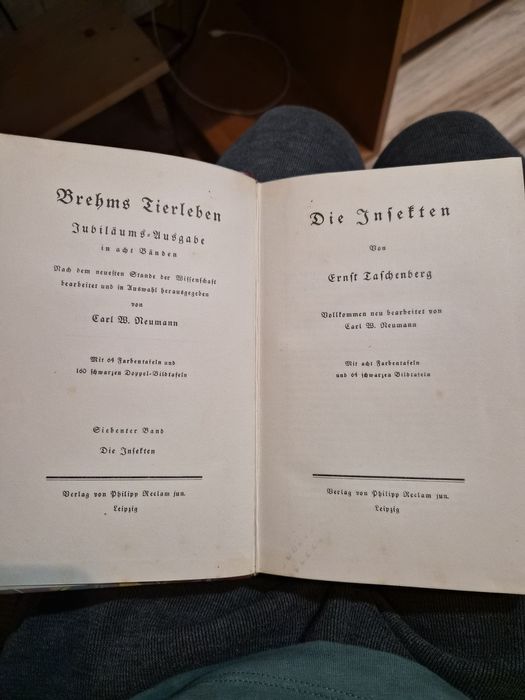 Brehms Tierleben
Jubiläums-Ausgabe
in acht Bänden
Nach dem neuesten Stande der Wissenschaft
bearbeitet und in Auswahl herausgegeben
von
Carl W. Neumann
Mit 64 Farbentafeln und
160 schwarzen Doppel-Bildtafeln
Siebenter Band
Die Insekten
Verlag von Philipp Reclam jun.
Leipzig
Die Insekten
Von
Ernst Taschenberg
Vollkommen neu bearbeitet von
Carl W. Neumann
Mit acht Farbentafeln
und 64 schwarzen Bildtafeln
Verlag von Philipp Reclam jun.
Leipzig